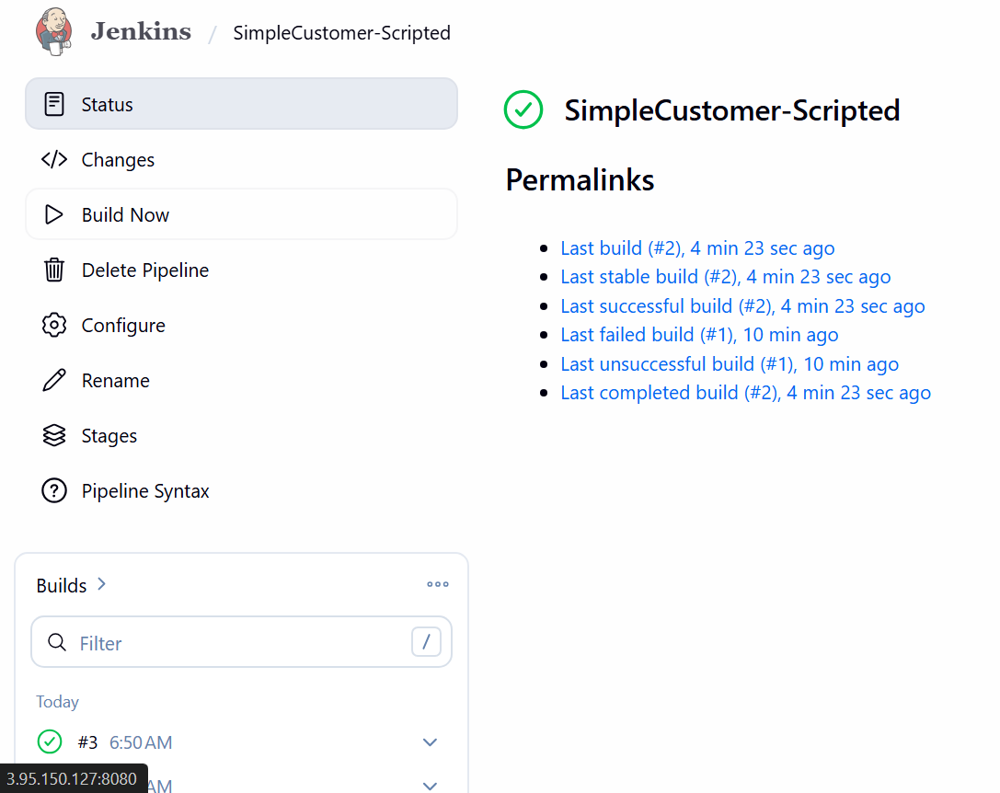 Jenkins / SimpleCustomer-Scripted
Status
Changes
Build Now
Delete Pipeline
Configure
Rename
Stages
Pipeline Syntax
Builds
Filter /
Today
#3 6:50 AM
AM
3.95.150.127:8080
SimpleCustomer-Scripted
Permalinks
Last build (#2), 4 min 23 sec ago
Last stable build (#2), 4 min 23 sec ago
Last successful build (#2), 4 min 23 sec ago
Last failed build (#1), 10 min ago
Last unsuccessful build (#1), 10 min ago
Last completed build (#2), 4 min 23 sec ago